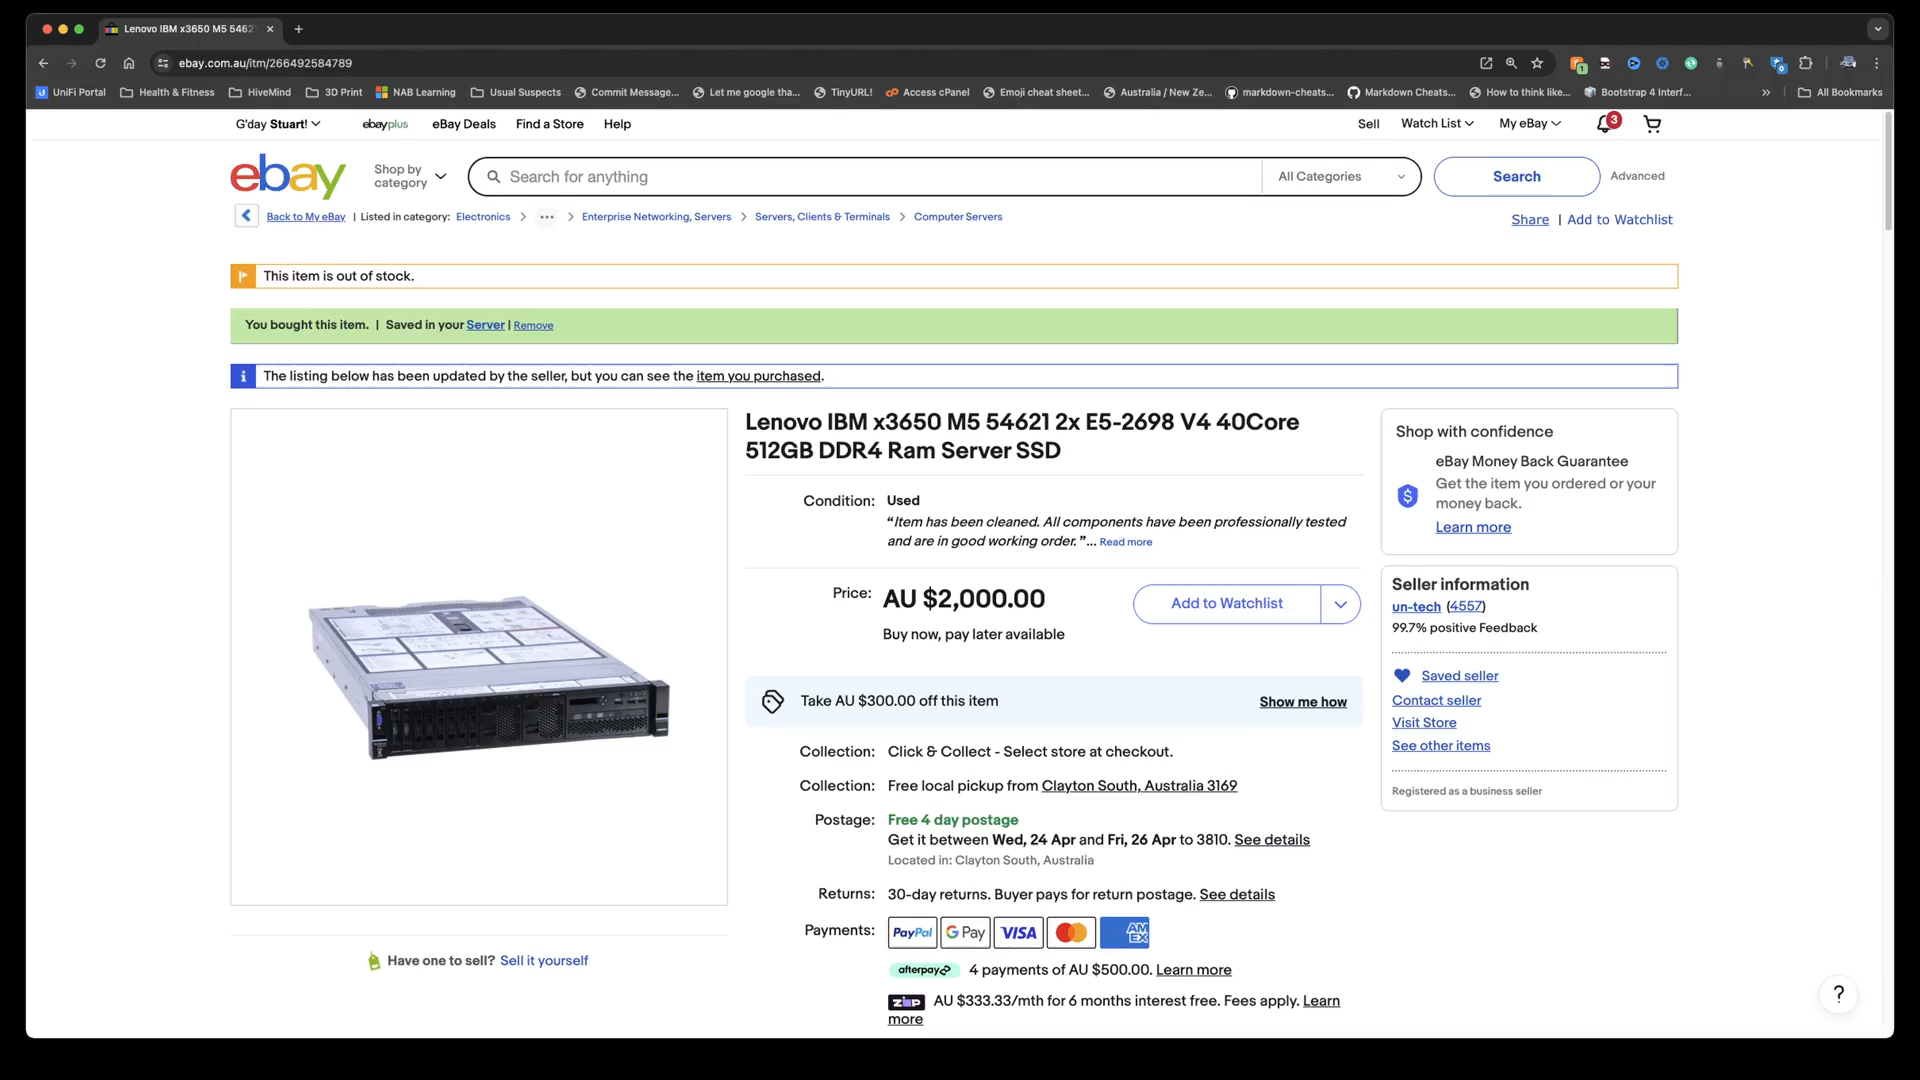 Lenovo IBM x3650 M5 5462
ebay.com.au/itm/266492584789
1
0
UniFi Portal
Health & Fitness
HiveMind
3D Print
NAB Learning
Usual Suspects
Commit Message...
Let me google tha...
TinyURL!
Access cPanel
Emoji cheat sheet...
Australia / New Ze...
markdown-cheats...
Markdown Cheats...
How to think like...
Bootstrap 4 Interf...
»
All Bookmarks
G'day Stuart!
ebayplus
eBay Deals
Find a Store
Help
Sell
Watch List
My eBay
3
ebay
Shop by
category
Search for anything
All Categories
Search
Advanced
Back to My eBay | Listed in category: Electronics > ... > Enterprise Networking, Servers > Servers, Clients & Terminals > Computer Servers
Share | Add to Watchlist
This item is out of stock.
You bought this item. | Saved in your Server | Remove
i The listing below has been updated by the seller, but you can see the item you purchased.
Lenovo IBM x3650 M5 54621 2x E5-2698 V4 40Core
512GB DDR4 Ram Server SSD
Condition: Used
“Item has been cleaned. All components have been professionally tested
and are in good working order.”... Read more
Price: AU $2,000.00
Buy now, pay later available
Add to Watchlist
Take AU $300.00 off this item
Show me how
Collection: Click & Collect - Select store at checkout.
Collection: Free local pickup from Clayton South, Australia 3169
Postage: Free 4 day postage
Get it between Wed, 24 Apr and Fri, 26 Apr to 3810. See details
Located in: Clayton South, Australia
Returns: 30-day returns. Buyer pays for return postage. See details
Payments: PayPal G Pay VISA AM EX
afterpay 4 payments of AU $500.00. Learn more
ZIP AU $333.33/mth for 6 months interest free. Fees apply. Learn
more
Shop with confidence
eBay Money Back Guarantee
Get the item you ordered or your
money back.
Learn more
Seller information
un-tech (4557)
99.7% positive Feedback
Saved seller
Contact seller
Visit Store
See other items
Registered as a business seller
Have one to sell? Sell it yourself
?